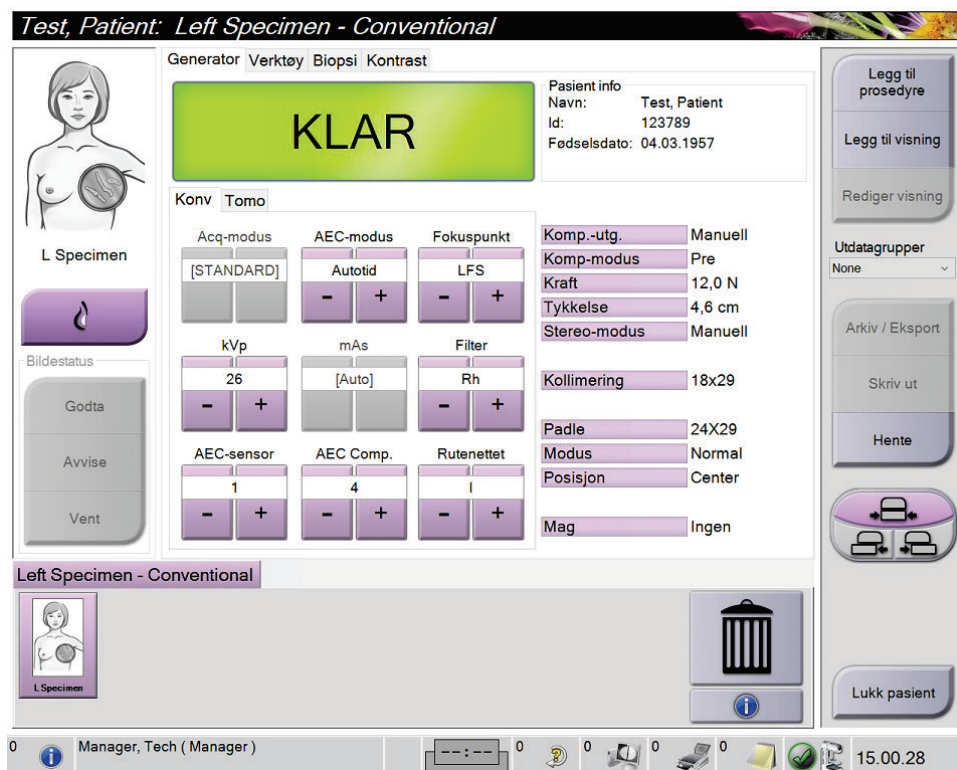 Test, Patient: Left Specimen - Conventional
Generator Verktøy Biopsi Kontrast
KLAR
Pasient info
Navn: Test, Patient
Id: 123789
Fødselsdato: 04.03.1957
L Specimen
Bildestatus
Godta
Avvise
Vent
Konv Tomo
Acq-modus AEC-modus Fokuspunkt
[STANDARD] Autotid LFS
- + - +
kVp mAs Filter
26 [Auto] Rh
- + - +
AEC-sensor AEC Comp. Rutenettet
1 4 I
- + - + - +
Komp.-utg. Manuell
Komp-modus Pre
Kraft 12,0 N
Tykkelse 4,6 cm
Stereo-modus Manuell
Kollimering 18x29
Padle 24X29
Modus Normal
Posisjon Center
Mag Ingen
Legg til
prosedyre
Legg til visning
Rediger visning
Utdatagrupper
None
Arkiv / Eksport
Skriv ut
Hente
Left Specimen - Conventional
L Specimen
Lukk pasient
0 Manager, Tech ( Manager ) --:-- 0 0 0 0 15.00.28